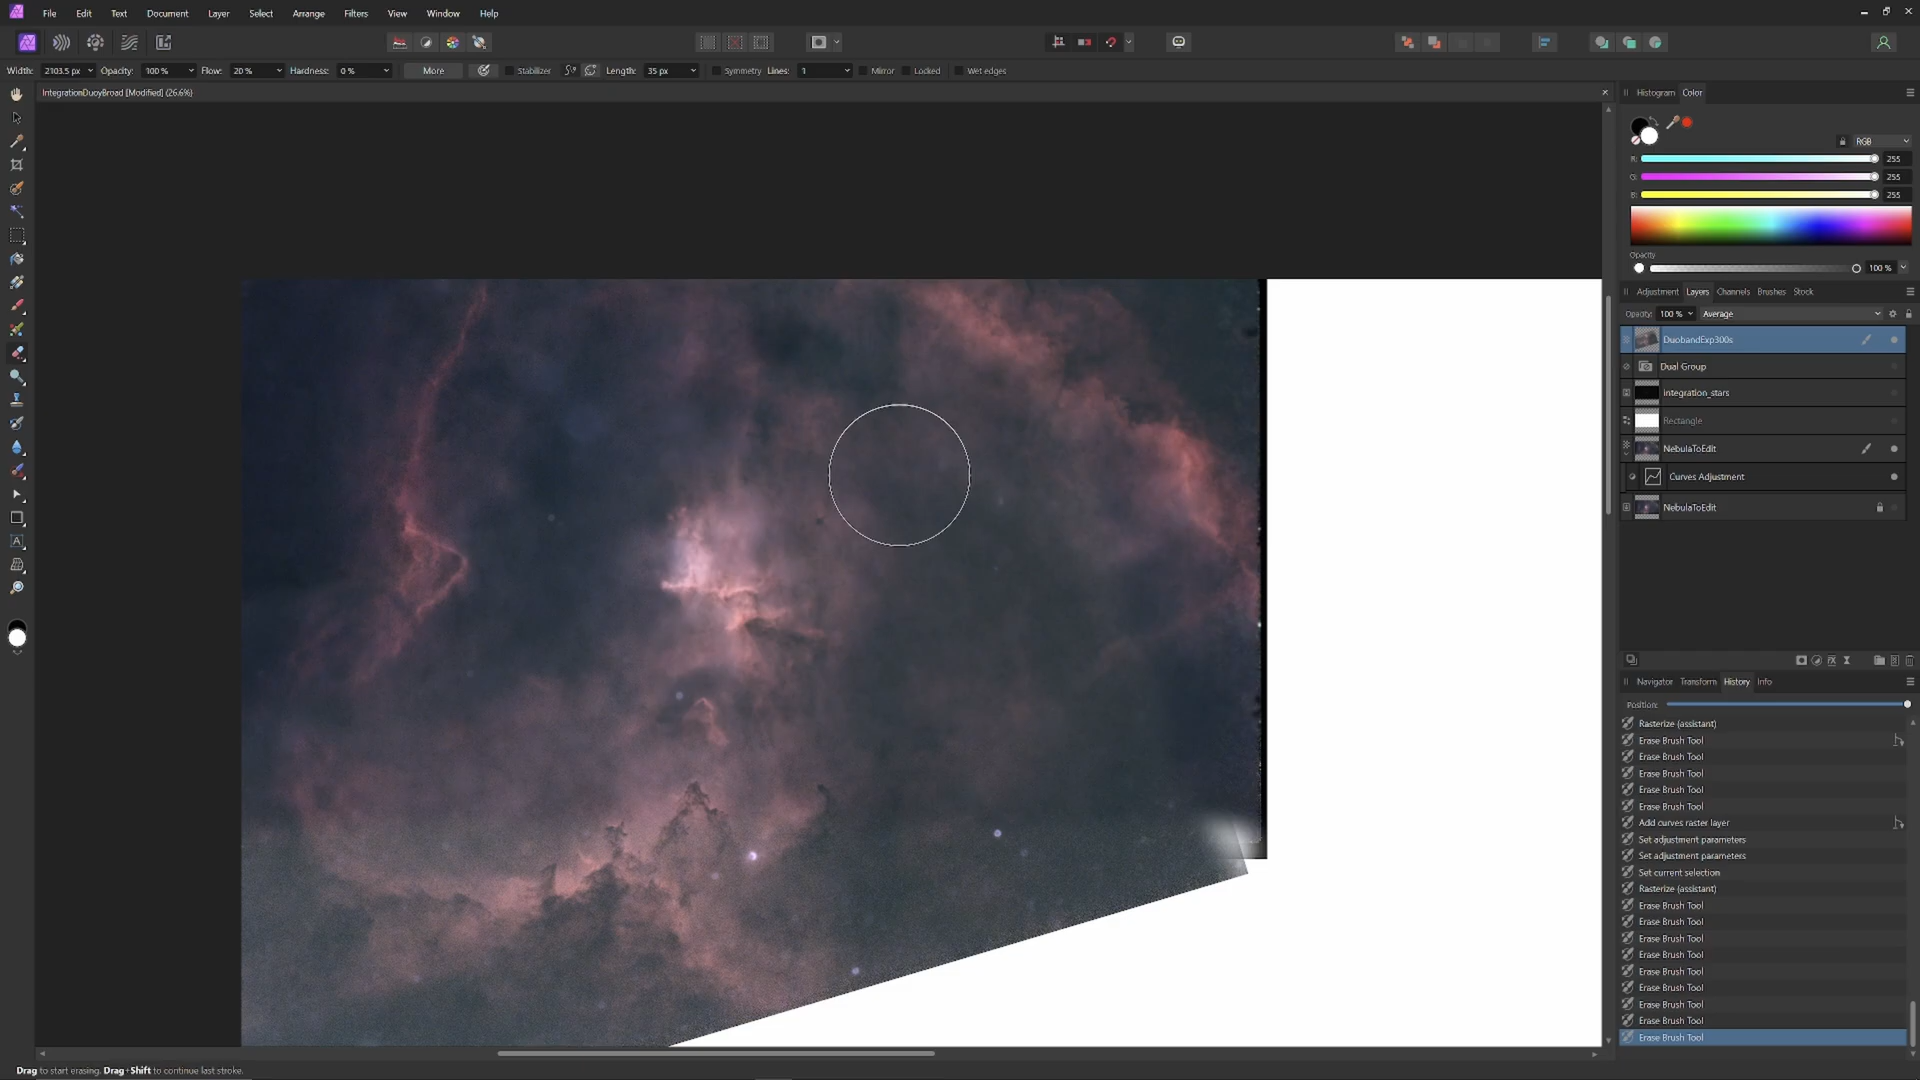 File Edit Text Document Layer Select Arrange Filters View Window Help
Width: 2103.5 px Opacity: 100 % Flow: 20 % Hardness: 0 % More Stabilizer Length: 35 px Symmetry Lines: 1 Mirror Locked Wet edges
IntegrationDuoyBroad [Modified] (26.6%)
Histogram Color
RGB
R: 255
G: 255
B: 255
Opacity
100 %
Adjustment Layers Channels Brushes Stock
Opacity: 100 % Average
DuobandExp300s
Dual Group
integration_stars
Rectangle
NebulaToEdit
Curves Adjustment
NebulaToEdit
Navigator Transform History Info
Position:
Rasterize (assistant)
Erase Brush Tool
Erase Brush Tool
Erase Brush Tool
Erase Brush Tool
Erase Brush Tool
Add curves raster layer
Set adjustment parameters
Set adjustment parameters
Set current selection
Rasterize (assistant)
Erase Brush Tool
Erase Brush Tool
Erase Brush Tool
Erase Brush Tool
Erase Brush Tool
Erase Brush Tool
Erase Brush Tool
Erase Brush Tool
Erase Brush Tool
Drag to start erasing. Drag+Shift to continue last stroke.